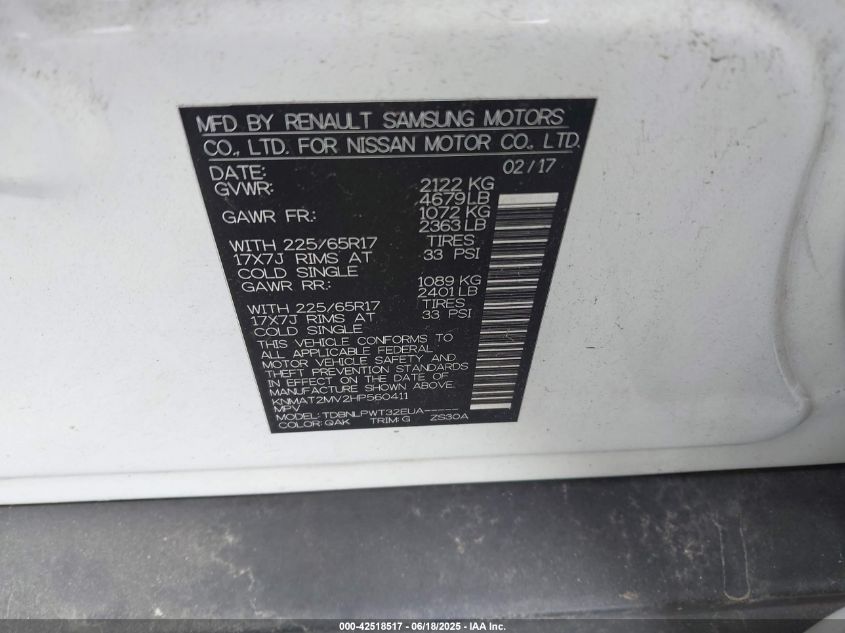 MFD BY RENAULT SAMSUNG MOTORS
CO., LTD. FOR NISSAN MOTOR CO., LTD.
DATE: 02/17
GVWR: 2122 KG
4679 LB
GAWR FR.: 1072 KG
2363 LB
WITH 225/65R17 TIRES
17X7J RIMS AT 33 PSI
COLD SINGLE
GAWR RR.: 1089 KG
2401 LB
WITH 225/65R17 TIRES
17X7J RIMS AT 33 PSI
COLD SINGLE
THIS VEHICLE CONFORMS TO
ALL APPLICABLE FEDERAL
MOTOR VEHICLE SAFETY AND
THEFT PREVENTION STANDARDS
IN EFFECT ON THE DATE OF
MANUFACTURE SHOWN ABOVE.
KNMAT2MV2HP560411
MPV
MODEL: TDBNLPWT32EUA-----
COLOR: QAK TRIM: G ZS30A
000-42518517 - 06/18/2025 - IAA Inc.